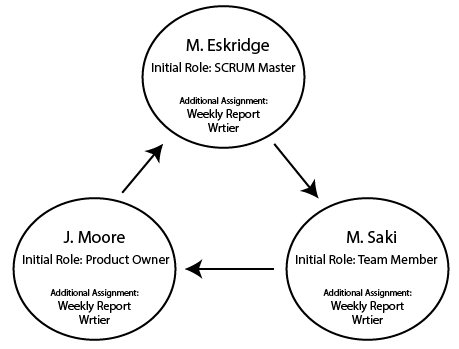 M. Eskridge
Initial Role: SCRUM Master
Additional Assignment:
Weekly Report
Wrtier
J. Moore
Initial Role: Product Owner
Additional Assignment:
Weekly Report
Wrtier
M. Saki
Initial Role: Team Member
Additional Assignment:
Weekly Report
Wrtier